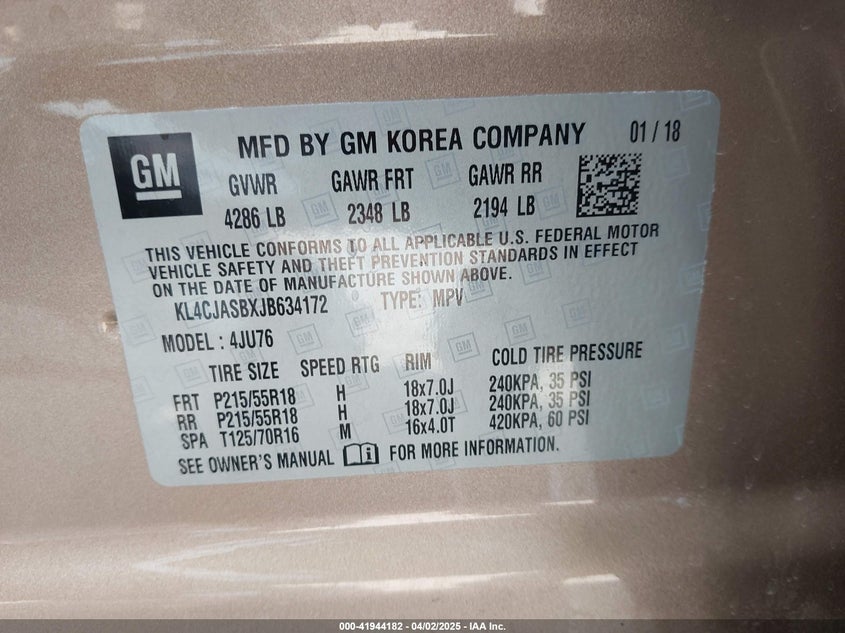 GM
MFD BY GM KOREA COMPANY 01 / 18
GVWR GAWR FRT GAWR RR
4286 LB 2348 LB 2194 LB
THIS VEHICLE CONFORMS TO ALL APPLICABLE U.S. FEDERAL MOTOR
VEHICLE SAFETY AND THEFT PREVENTION STANDARDS IN EFFECT
ON THE DATE OF MANUFACTURE SHOWN ABOVE.
KL4CJASBXJB634172 TYPE: MPV
MODEL : 4JU76
TIRE SIZE SPEED RTG RIM COLD TIRE PRESSURE
FRT P215/55R18 H 18x7.0J 240KPA, 35 PSI
RR P215/55R18 H 18x7.0J 240KPA, 35 PSI
SPA T125/70R16 M 16x4.0T 420KPA, 60 PSI
SEE OWNER'S MANUAL i FOR MORE INFORMATION.
000-41944182 - 04/02/2025 - IAA Inc.